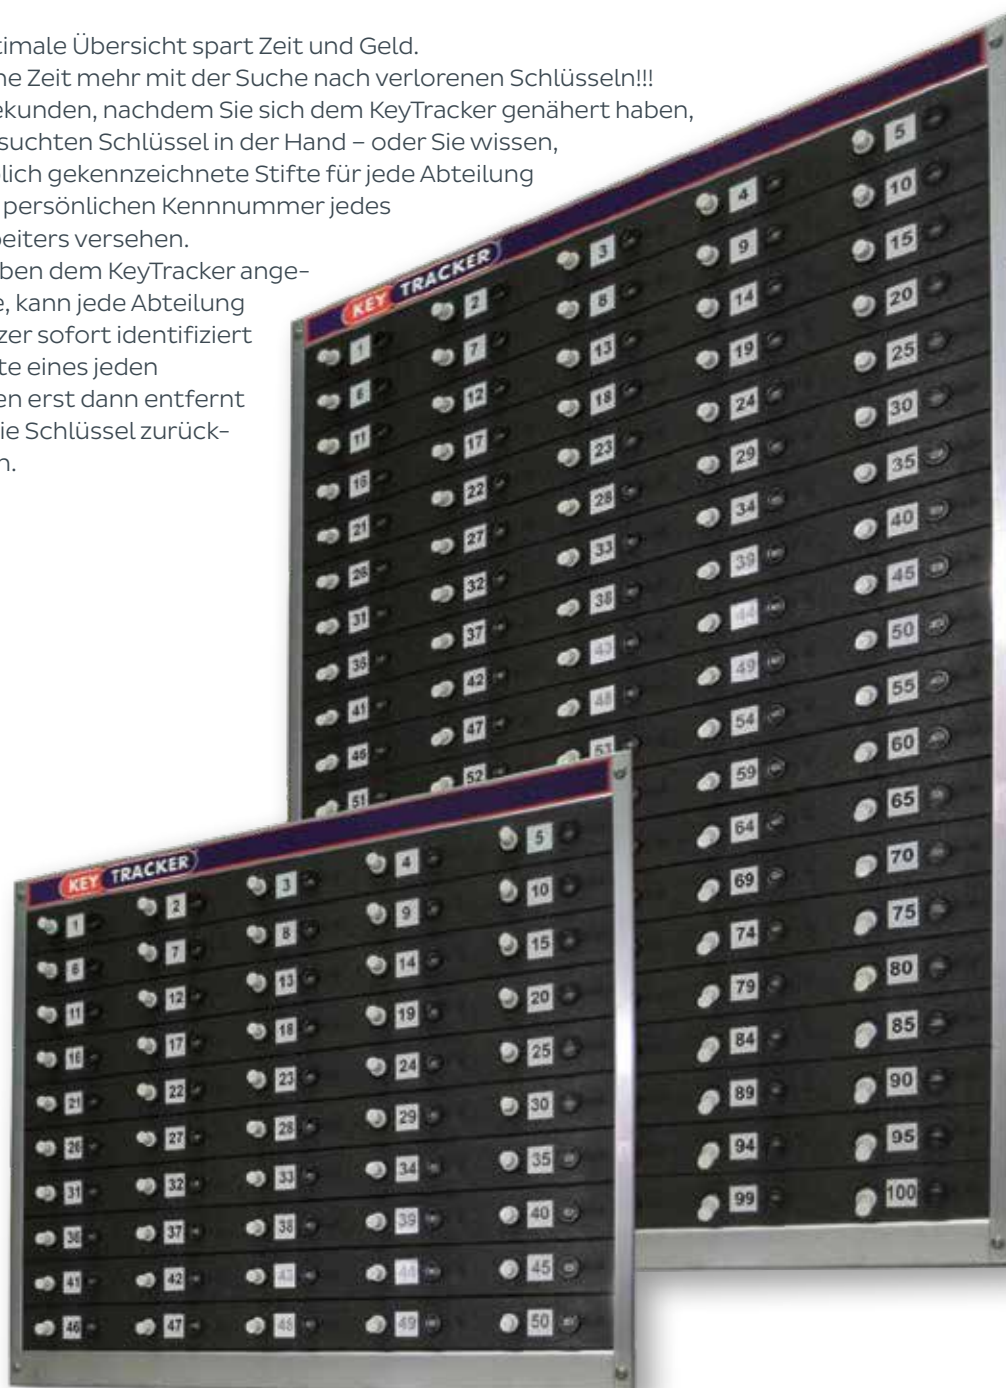 timale Übersicht spart Zeit und Geld.
ne Zeit mehr mit der Suche nach verlorenen Schlüsseln!!!
ekunden, nachdem Sie sich dem KeyTracker genähert haben,
suchten Schlüssel in der Hand – oder Sie wissen,
lich gekennzeichnete Stifte für jede Abteilung
persönlichen Kennnummer jedes
beiters versehen.
ben dem KeyTracker ange-
e, kann jede Abteilung
zer sofort identifiziert
te eines jeden
en erst dann entfernt
ie Schlüssel zurück-
n.
KEY TRACKER
1 2 3 4 5
6 7 8 9 10
11 12 13 14 15
16 17 18 19 20
21 22 23 24 25
26 27 28 29 30
31 32 33 34 35
36 37 38 39 40
41 42 43 44 45
46 47 48 49 50
51 52 53 54 55
59 60
64 65
69 70
74 75
79 80
84 85
89 90
94 95
99 100
KEY TRACKER
1 2 3 4 5
6 7 8 9 10
11 12 13 14 15
16 17 18 19 20
21 22 23 24 25
26 27 28 29 30
31 32 33 34 35
36 37 38 39 40
41 42 43 44 45
46 47 48 49 50